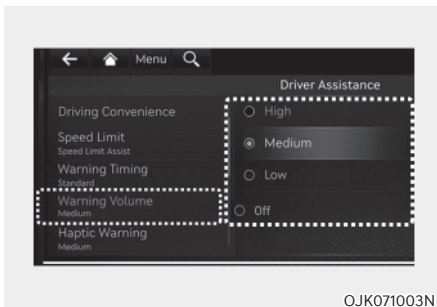 Menu
Driver Assistance
Driving Convenience
Speed Limit
Speed Limit Assist
Warning Timing
Standard
Warning Volume
Medium
Haptic Warning
Medium
High
Medium
Low
Off
OJK071003N